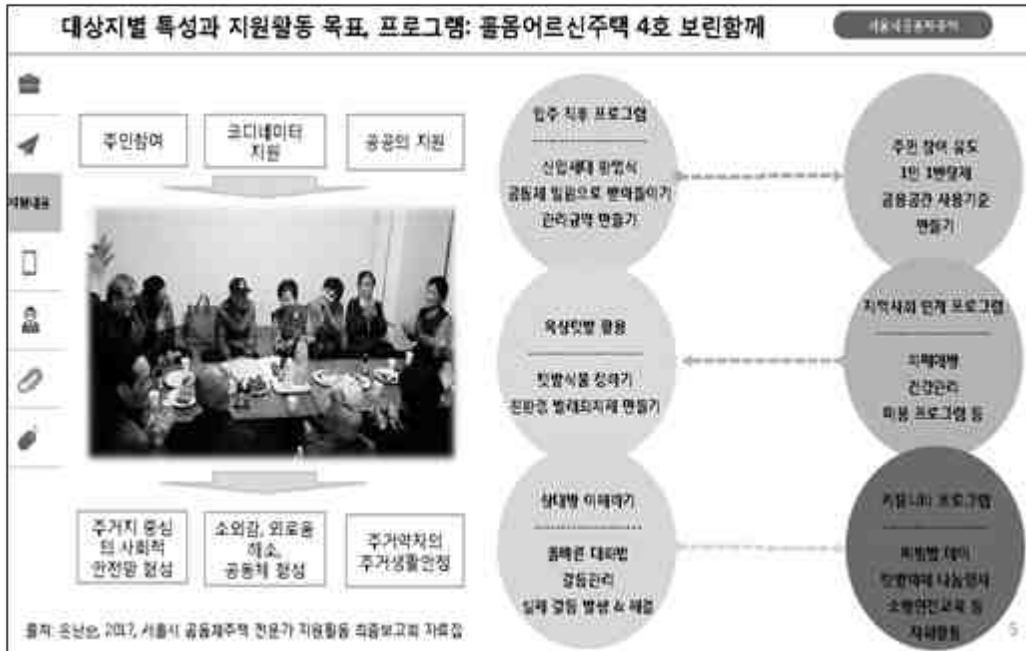 대상지별 특성과 지원활동 목표, 프로그램: 홀몸어르신주택 4호 보린함께
주민참여
코디네이터
지원
공공의 지원
지원내용
주거지 중심
의 사회적
안전망 형성
소외감, 외로움
해소,
공동체 형성
주거약자의
주거생활안정
입주 직후 프로그램
신입세대 환영식
공동체 일원으로 받아들이기
관리규약 만들기
주민 참여 유도
1인 1반장제
공용공간 사용기준
만들기
옥상텃밭 활용
텃밭식물 정하기
친환경 벌레퇴치제 만들기
지역사회 연계 프로그램
치매예방
건강관리
미용 프로그램 등
상대방 이해하기
올바른 대화법
갈등관리
실제 갈등 발생 & 해결
커뮤니티 프로그램
나눔행사
소방안전교육 등
자치활동
출처: 은난순, 2017, 서울시 공동체주택 전문가 지원활동 최종보고회 자료집
5